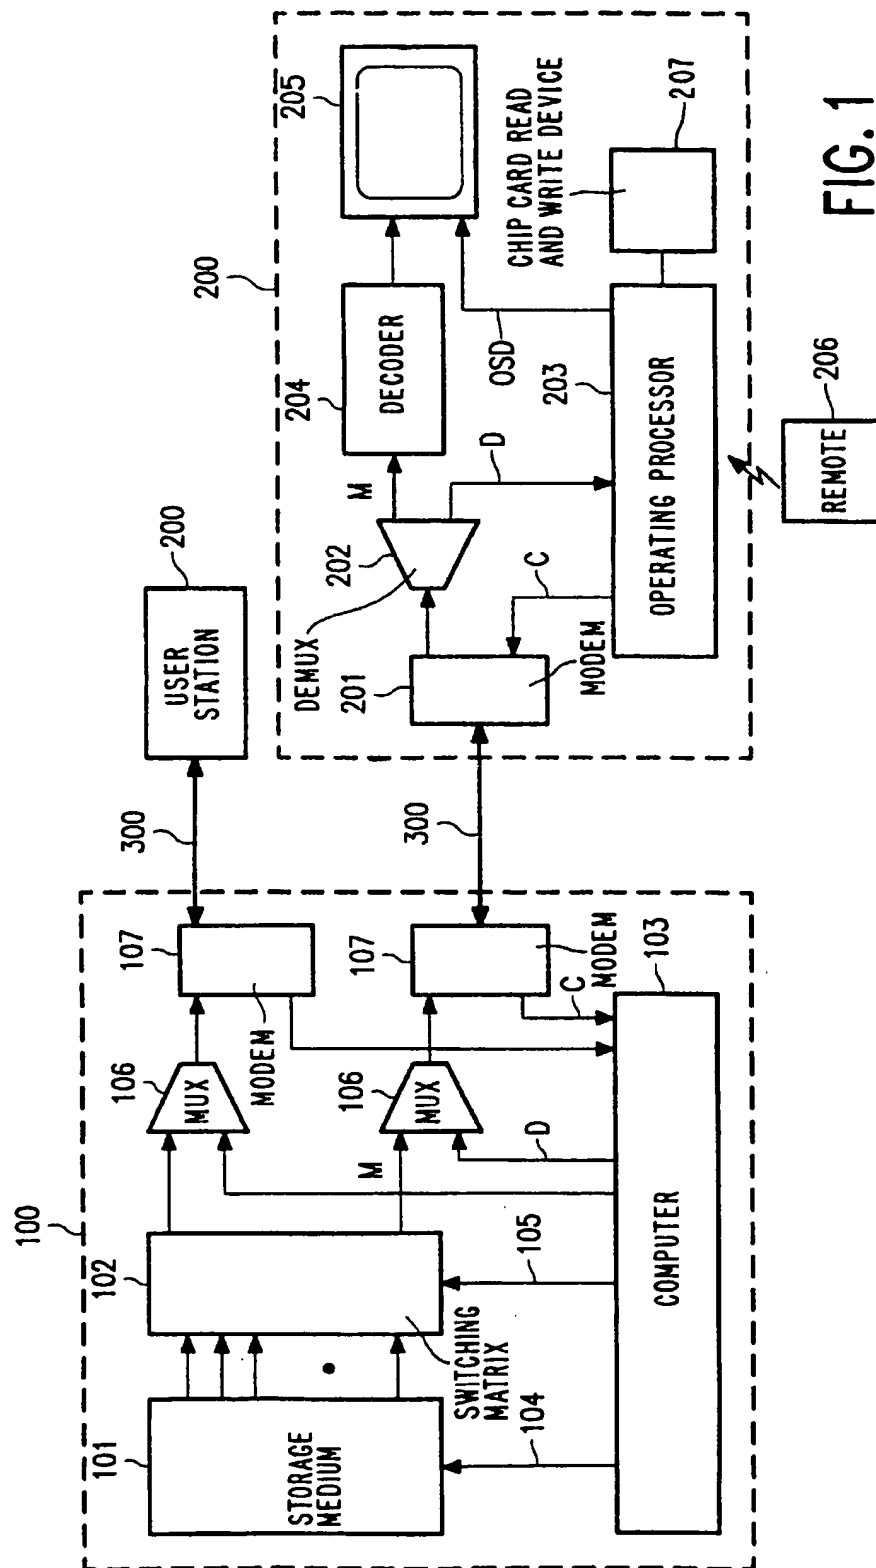 100
101
STORAGE
MEDIUM
102
SWITCHING
MATRIX
104
105
106
MUX
107
MODEM
M
106
MUX
D
107
MODEM
C
103
COMPUTER
300
300
200
USER
STATION
200
201
MODEM
DEMUX
202
M
D
C
204
DECODER
205
OSD
203
OPERATING PROCESSOR
CHIP CARD READ
AND WRITE DEVICE
207
206
REMOTE
FIG. 1